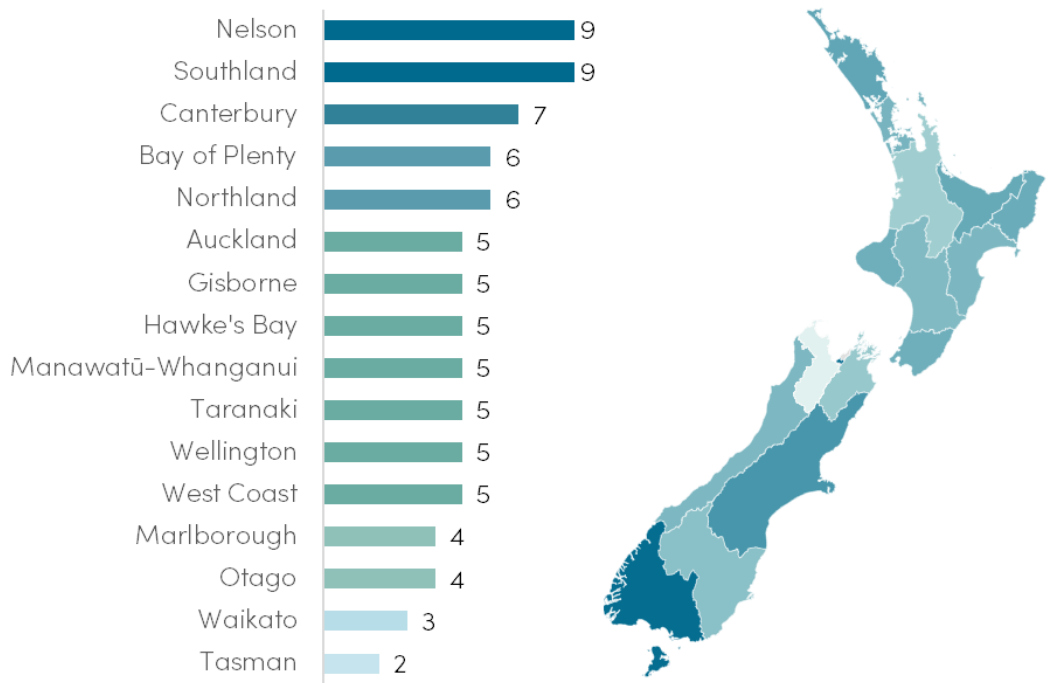 Nelson 9
Southland 9
Canterbury 7
Bay of Plenty 6
Northland 6
Auckland 5
Gisborne 5
Hawke's Bay 5
Manawatū-Whanganui 5
Taranaki 5
Wellington 5
West Coast 5
Marlborough 4
Otago 4
Waikato 3
Tasman 2